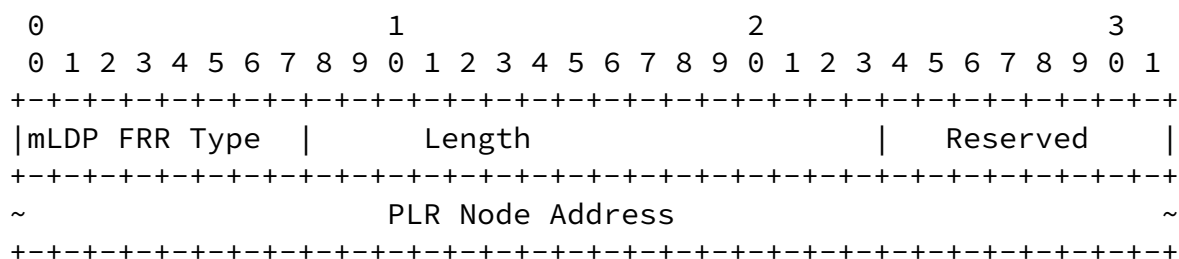 0                   1                   2                   3
 0 1 2 3 4 5 6 7 8 9 0 1 2 3 4 5 6 7 8 9 0 1 2 3 4 5 6 7 8 9 0 1
+-+-+-+-+-+-+-+-+-+-+-+-+-+-+-+-+-+-+-+-+-+-+-+-+-+-+-+-+-+-+-+-+
|mLDP FRR Type  |      Length                   |   Reserved    |
+-+-+-+-+-+-+-+-+-+-+-+-+-+-+-+-+-+-+-+-+-+-+-+-+-+-+-+-+-+-+-+-+
~                    PLR Node Address                           ~
+-+-+-+-+-+-+-+-+-+-+-+-+-+-+-+-+-+-+-+-+-+-+-+-+-+-+-+-+-+-+-+-+